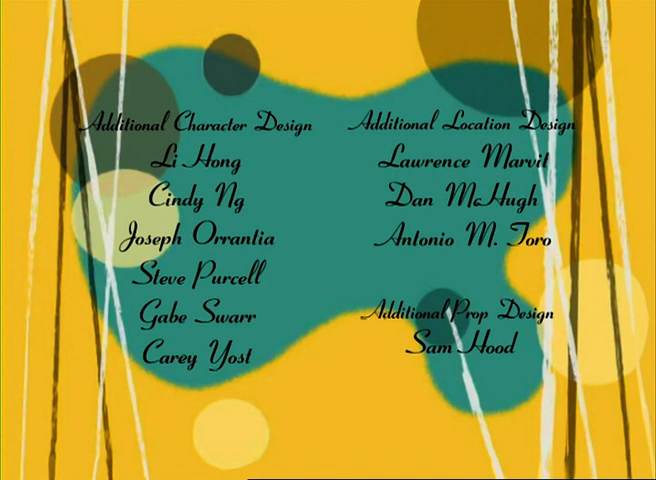 Additional Character Design
Li Hong
Cindy Ng
Joseph Orrantia
Steve Purcell
Gabe Swarr
Carey Yost
Additional Location Design
Lawrence Marvit
Dan McHugh
Antonio M. Toro
Additional Prop Design
Sam Hood